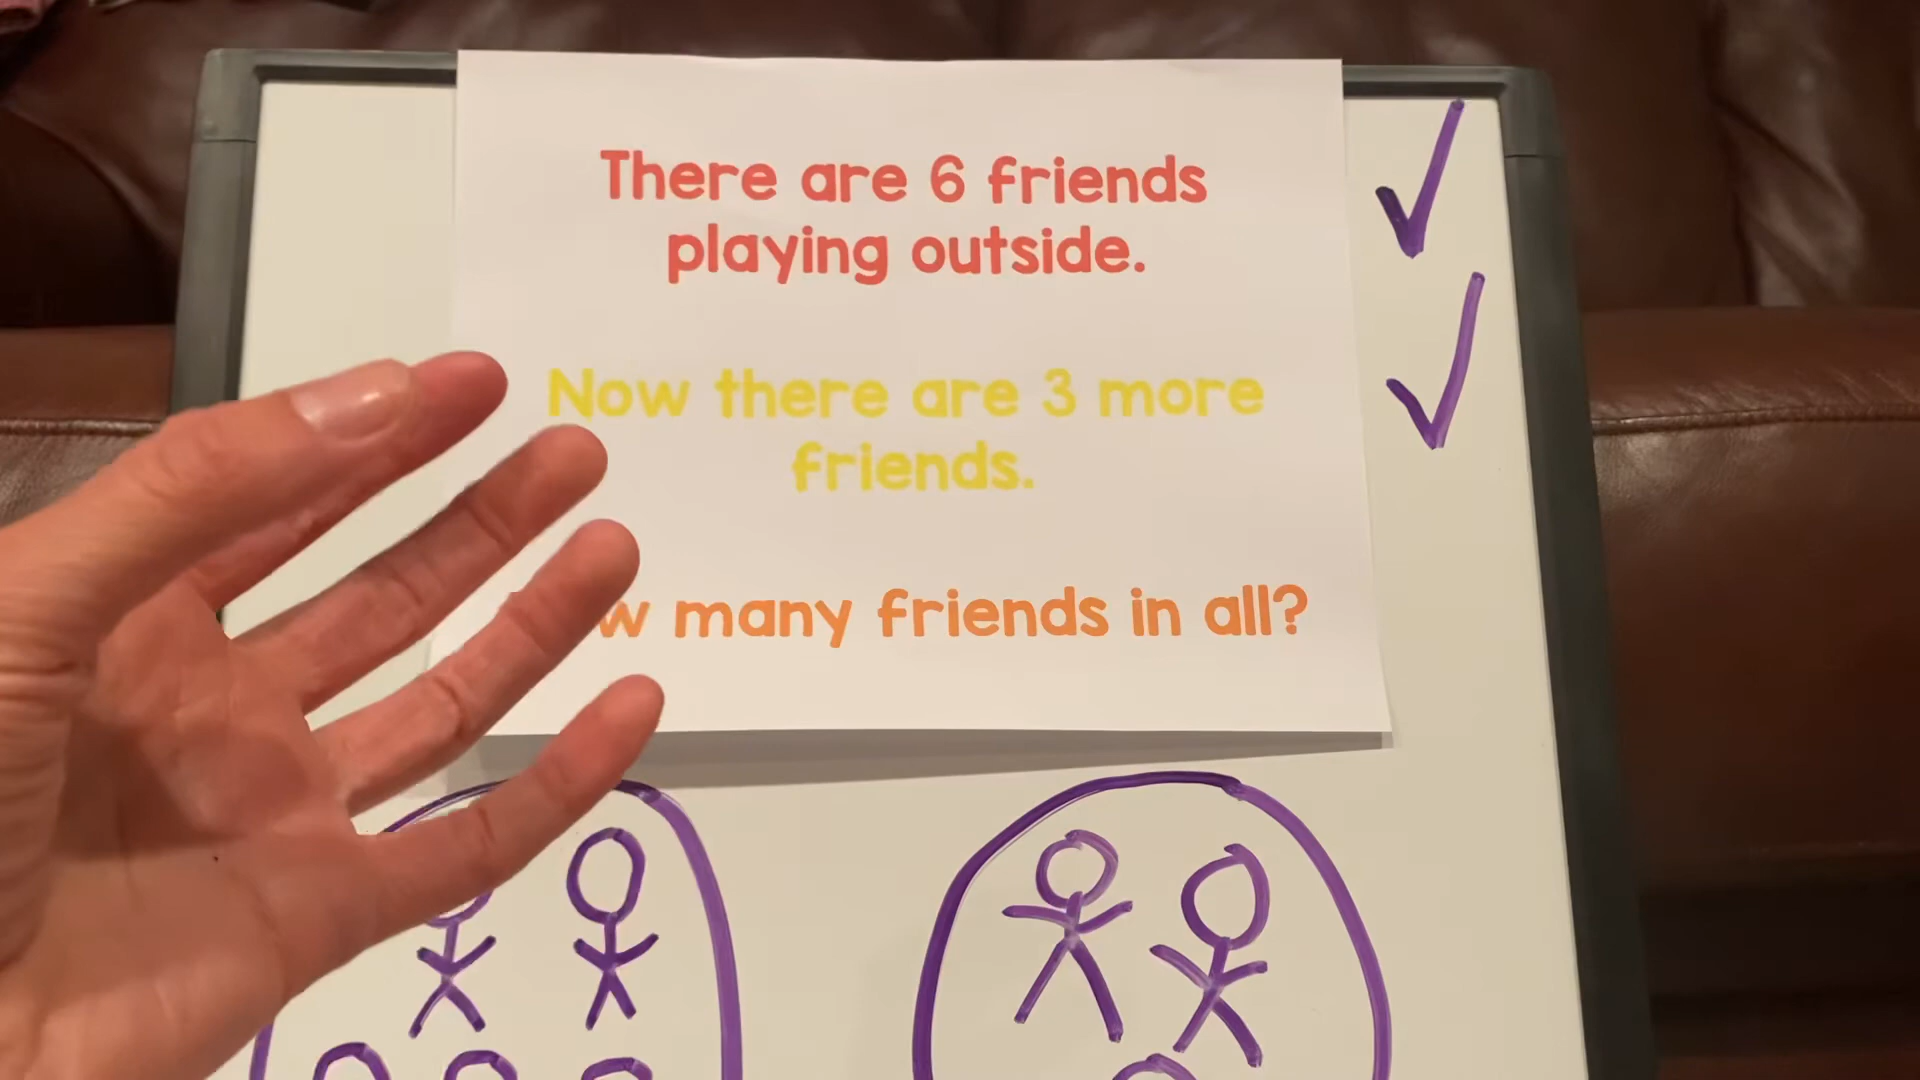 There are 6 friends
playing outside.
Now there are 3 more
friends.
many friends in all?